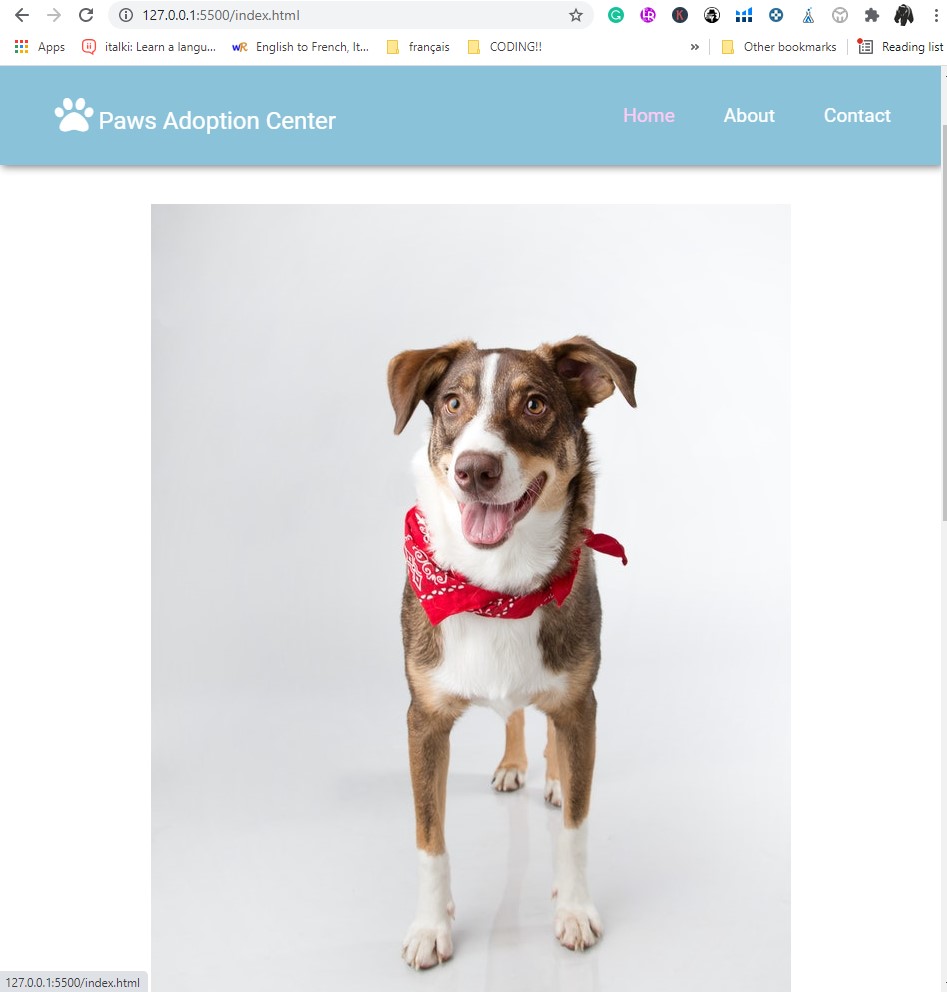 127.0.0.1:5500/index.html
Apps italki: Learn a langu... WR English to French, It... français CODING!! » Other bookmarks Reading list
Paws Adoption Center Home About Contact
127.0.0.1:5500/index.html